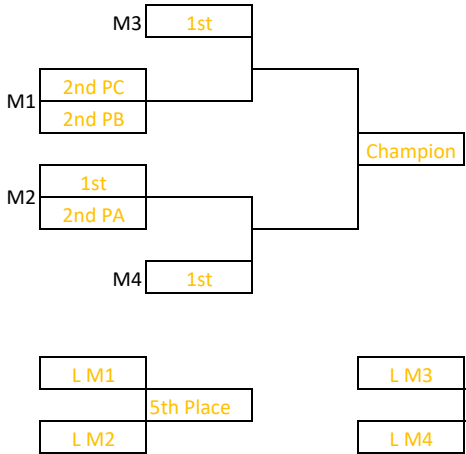 M3 1st
M1 2nd PC
2nd PB
Champion
M2 1st
2nd PA
M4 1st
L M1 L M3
5th Place
L M2 L M4